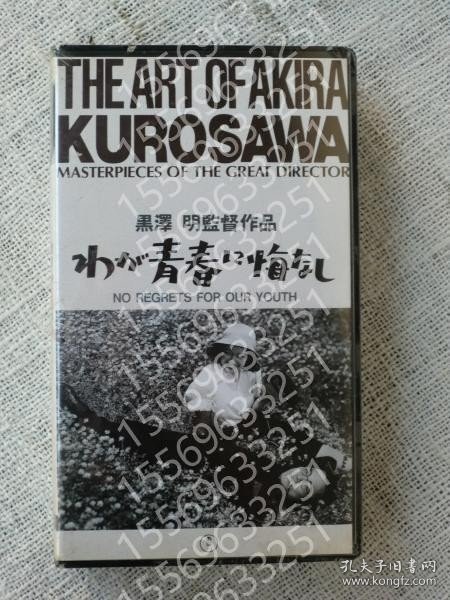 THE ART OF AKIRA
KUROSAWA
MASTERPIECES OF THE GREAT DIRECTOR
黒澤 明監督作品
わが青春に悔なし
NO REGRETS FOR OUR YOUTH
15569633251
孔夫子旧书网
www.kongfz.com